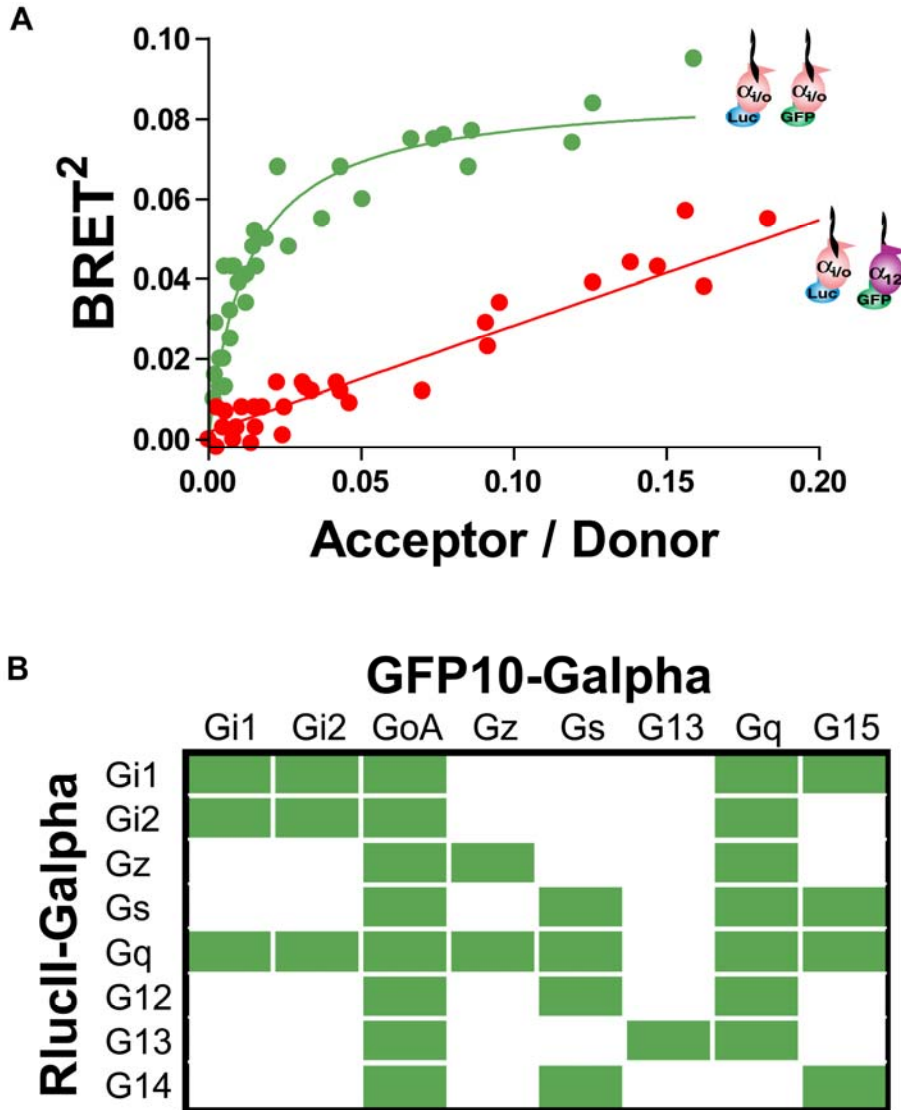 A
BRET2
0.10
0.08
0.06
0.04
0.02
0.00
0.00 0.05 0.10 0.15 0.20
Acceptor / Donor
αi/o αi/o
Luc GFP
αi/o α12
Luc GFP
B
GFP10-Galpha
Gi1 Gi2 GoA Gz Gs G13 Gq G15
RlucII-Galpha
Gi1
Gi2
Gz
Gs
Gq
G12
G13
G14